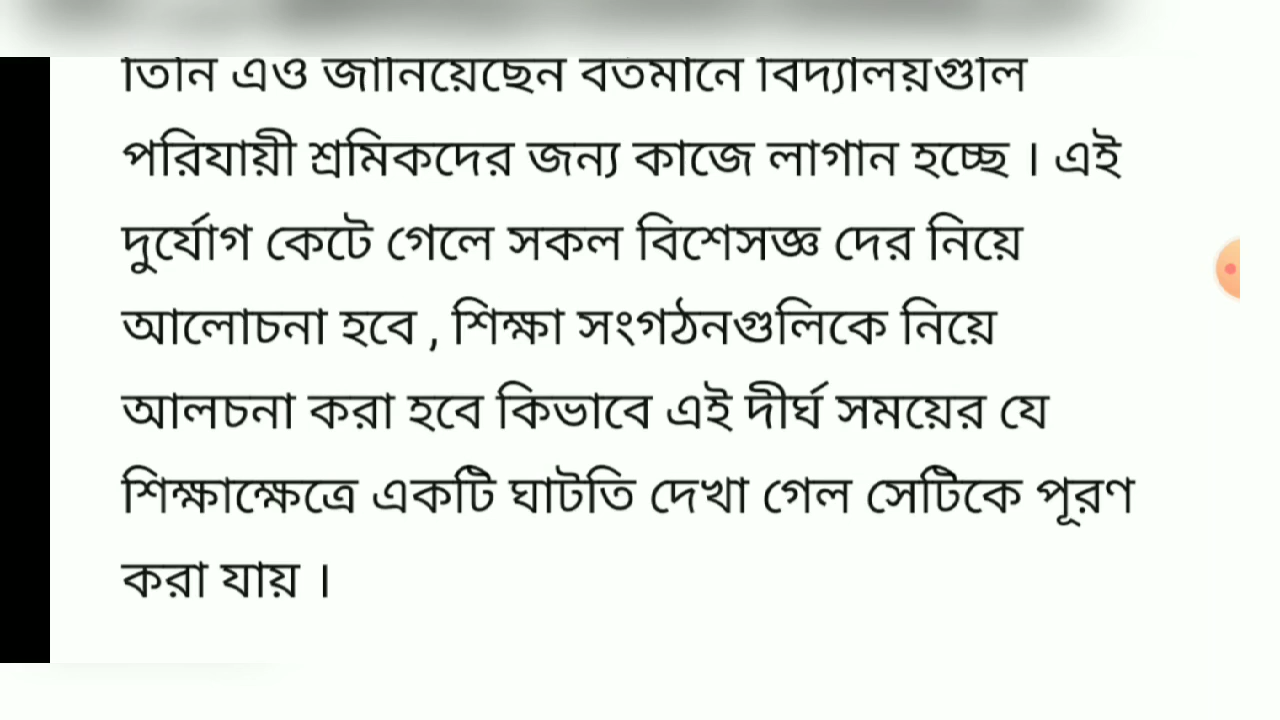 তিনি এও জানিয়েছেন বর্তমানে বিদ্যালয়গুলি
পরিযায়ী শ্রমিকদের জন্য কাজে লাগান হচ্ছে । এই
দুর্যোগ কেটে গেলে সকল বিশেসজ্ঞ দের নিয়ে
আলোচনা হবে , শিক্ষা সংগঠনগুলিকে নিয়ে
আলচনা করা হবে কিভাবে এই দীর্ঘ সময়ের যে
শিক্ষাক্ষেত্রে একটি ঘাটতি দেখা গেল সেটিকে পূরণ
করা যায় ।